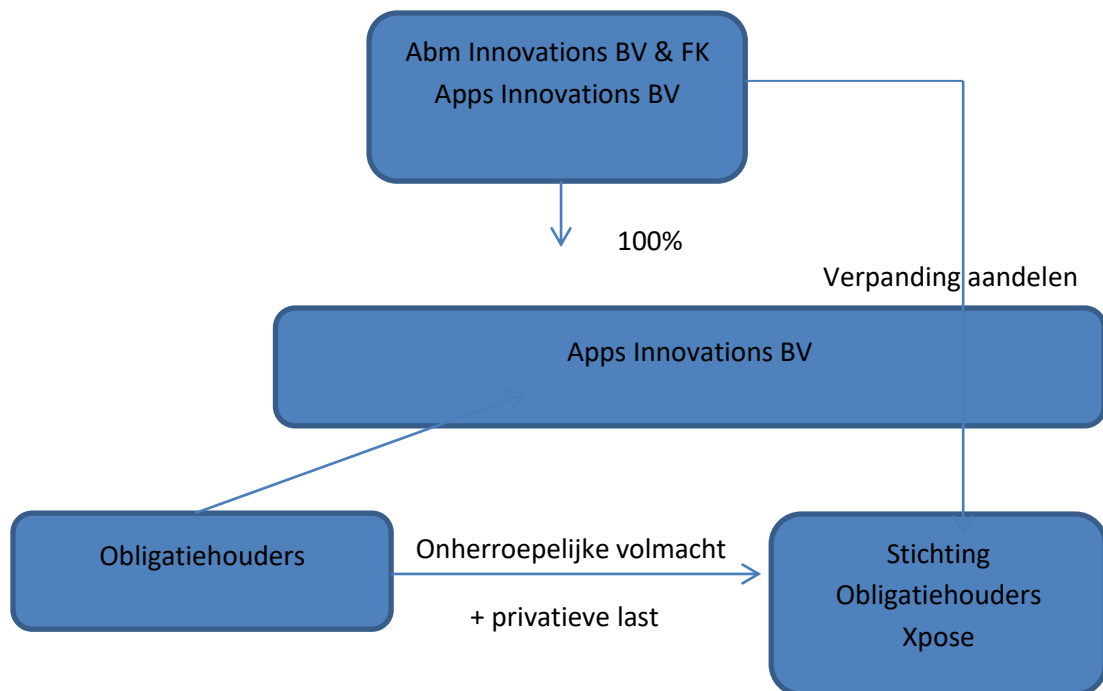 Abm Innovations BV & FK
Apps Innovations BV
100%
Verpanding aandelen
Apps Innovations BV
Obligatiehouders
Onherroepelijke volmacht
+ privatieve last
Stichting
Obligatiehouders
Xpose